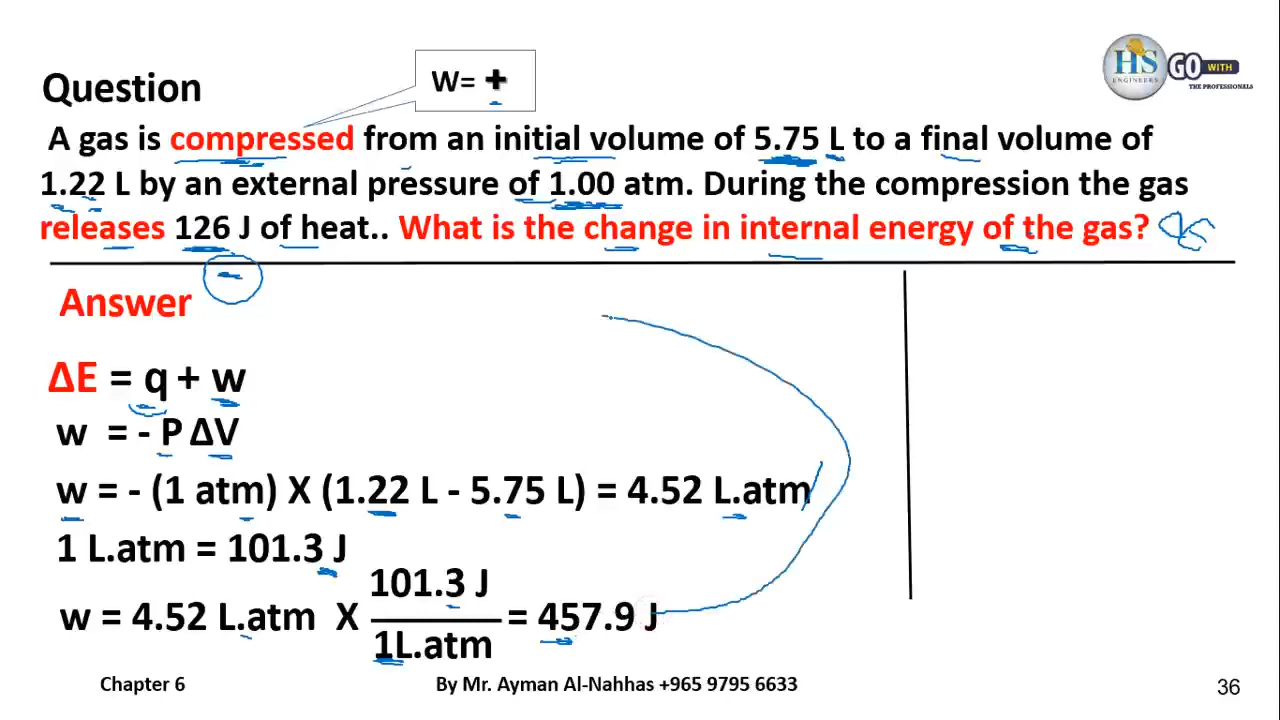 HS
ENGINEERS
GO WITH
THE PROFESSIONALS
W= +
Question
A gas is compressed from an initial volume of 5.75 L to a final volume of
1.22 L by an external pressure of 1.00 atm. During the compression the gas
releases 126 J of heat.. What is the change in internal energy of the gas?
Answer
ΔE = q + w
w = - P ΔV
w = - (1 atm) X (1.22 L - 5.75 L) = 4.52 L.atm
1 L.atm = 101.3 J
w = 4.52 L.atm X 101.3 J / 1L.atm = 457.9 J
Chapter 6
By Mr. Ayman Al-Nahhas +965 9795 6633
36